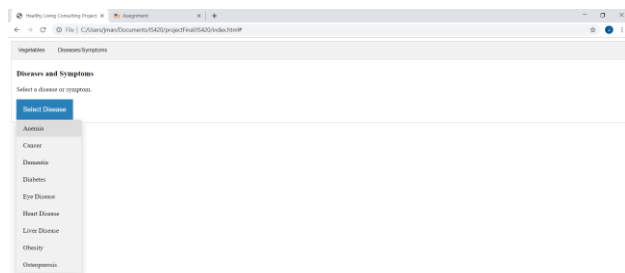 Healthy Living Consulting Project
Assignment
File | C:/Users/jman/Documents/IS420/projectFinal/IS420/index.html#
Vegetables Diseases/Symptoms
Diseases and Symptoms
Select a disease or symptom.
Select Disease
Anemia
Cancer
Dementia
Diabetes
Eye Disease
Heart Disease
Liver Disease
Obesity
Osteoporosis